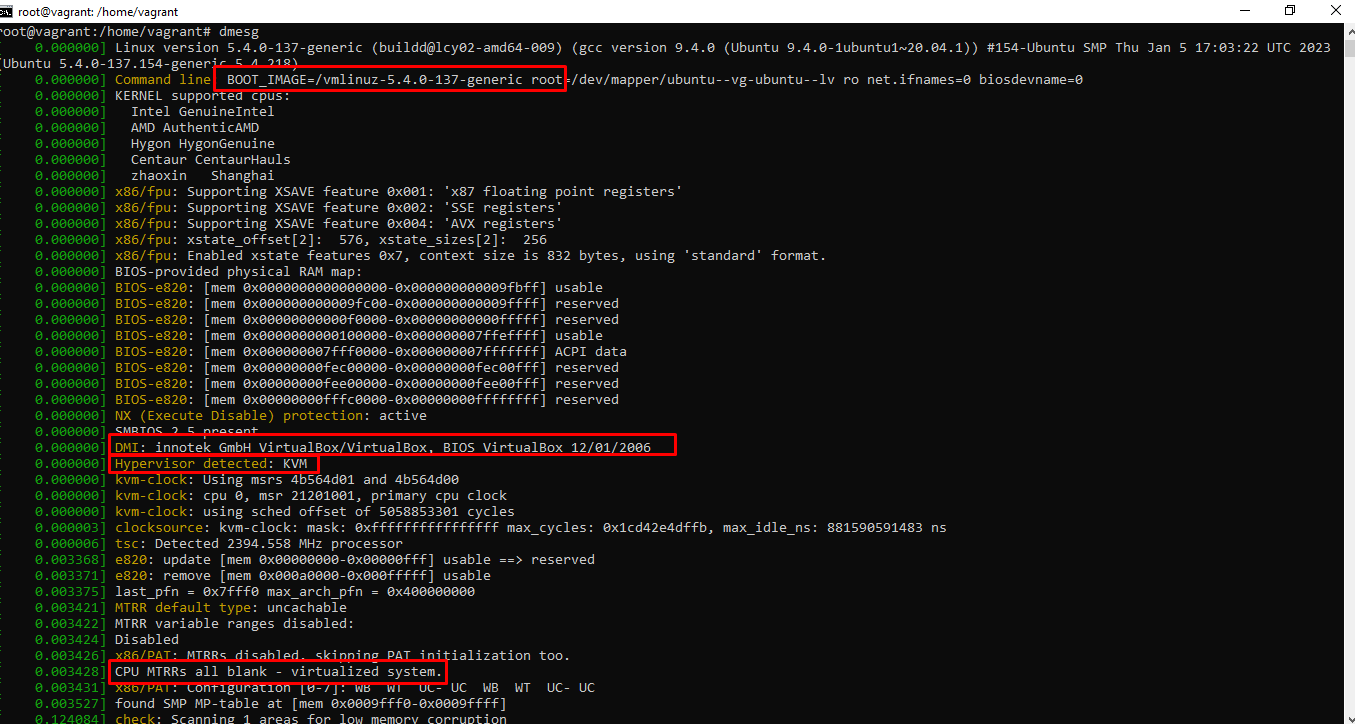 root@vagrant: /home/vagrant
root@vagrant:/home/vagrant# dmesg
0.000000] Linux version 5.4.0-137-generic (buildd@lcy02-amd64-009) (gcc version 9.4.0 (Ubuntu 9.4.0-1ubuntu1~20.04.1)) #154-Ubuntu SMP Thu Jan 5 17:03:22 UTC 2023
(Ubuntu 5.4.0-137.154-generic 5.4.218)
0.000000] Command line: BOOT_IMAGE=/vmlinuz-5.4.0-137-generic root=/dev/mapper/ubuntu--vg-ubuntu--lv ro net.ifnames=0 biosdevname=0
0.000000] KERNEL supported cpus:
0.000000]   Intel GenuineIntel
0.000000]   AMD AuthenticAMD
0.000000]   Hygon HygonGenuine
0.000000]   Centaur CentaurHauls
0.000000]   zhaoxin   Shanghai
0.000000] x86/fpu: Supporting XSAVE feature 0x001: 'x87 floating point registers'
0.000000] x86/fpu: Supporting XSAVE feature 0x002: 'SSE registers'
0.000000] x86/fpu: Supporting XSAVE feature 0x004: 'AVX registers'
0.000000] x86/fpu: xstate_offset[2]:  576, xstate_sizes[2]:  256
0.000000] x86/fpu: Enabled xstate features 0x7, context size is 832 bytes, using 'standard' format.
0.000000] BIOS-provided physical RAM map:
0.000000] BIOS-e820: [mem 0x0000000000000000-0x000000000009fbff] usable
0.000000] BIOS-e820: [mem 0x000000000009fc00-0x000000000009ffff] reserved
0.000000] BIOS-e820: [mem 0x00000000000f0000-0x00000000000fffff] reserved
0.000000] BIOS-e820: [mem 0x0000000000100000-0x000000007ffeffff] usable
0.000000] BIOS-e820: [mem 0x000000007fff0000-0x000000007fffffff] ACPI data
0.000000] BIOS-e820: [mem 0x00000000fec00000-0x00000000fec00fff] reserved
0.000000] BIOS-e820: [mem 0x00000000fee00000-0x00000000fee00fff] reserved
0.000000] BIOS-e820: [mem 0x00000000fffc0000-0x00000000ffffffff] reserved
0.000000] NX (Execute Disable) protection: active
0.000000] SMBIOS 2.5 present.
0.000000] DMI: innotek GmbH VirtualBox/VirtualBox, BIOS VirtualBox 12/01/2006
0.000000] Hypervisor detected: KVM
0.000000] kvm-clock: Using msrs 4b564d01 and 4b564d00
0.000000] kvm-clock: cpu 0, msr 21201001, primary cpu clock
0.000000] kvm-clock: using sched offset of 5058853301 cycles
0.000003] clocksource: kvm-clock: mask: 0xffffffffffffffff max_cycles: 0x1cd42e4dffb, max_idle_ns: 881590591483 ns
0.000006] tsc: Detected 2394.558 MHz processor
0.003368] e820: update [mem 0x00000000-0x00000fff] usable ==> reserved
0.003371] e820: remove [mem 0x000a0000-0x000fffff] usable
0.003375] last_pfn = 0x7fff0 max_arch_pfn = 0x400000000
0.003421] MTRR default type: uncachable
0.003422] MTRR variable ranges disabled:
0.003424] Disabled
0.003426] x86/PAT: MTRRs disabled, skipping PAT initialization too.
0.003428] CPU MTRRs all blank - virtualized system.
0.003431] x86/PAT: Configuration [0-7]: WB  WT  UC- UC  WB  WT  UC- UC
0.003527] found SMP MP-table at [mem 0x0009fff0-0x0009ffff]
0.124084] check: Scanning 1 areas for low memory corruption